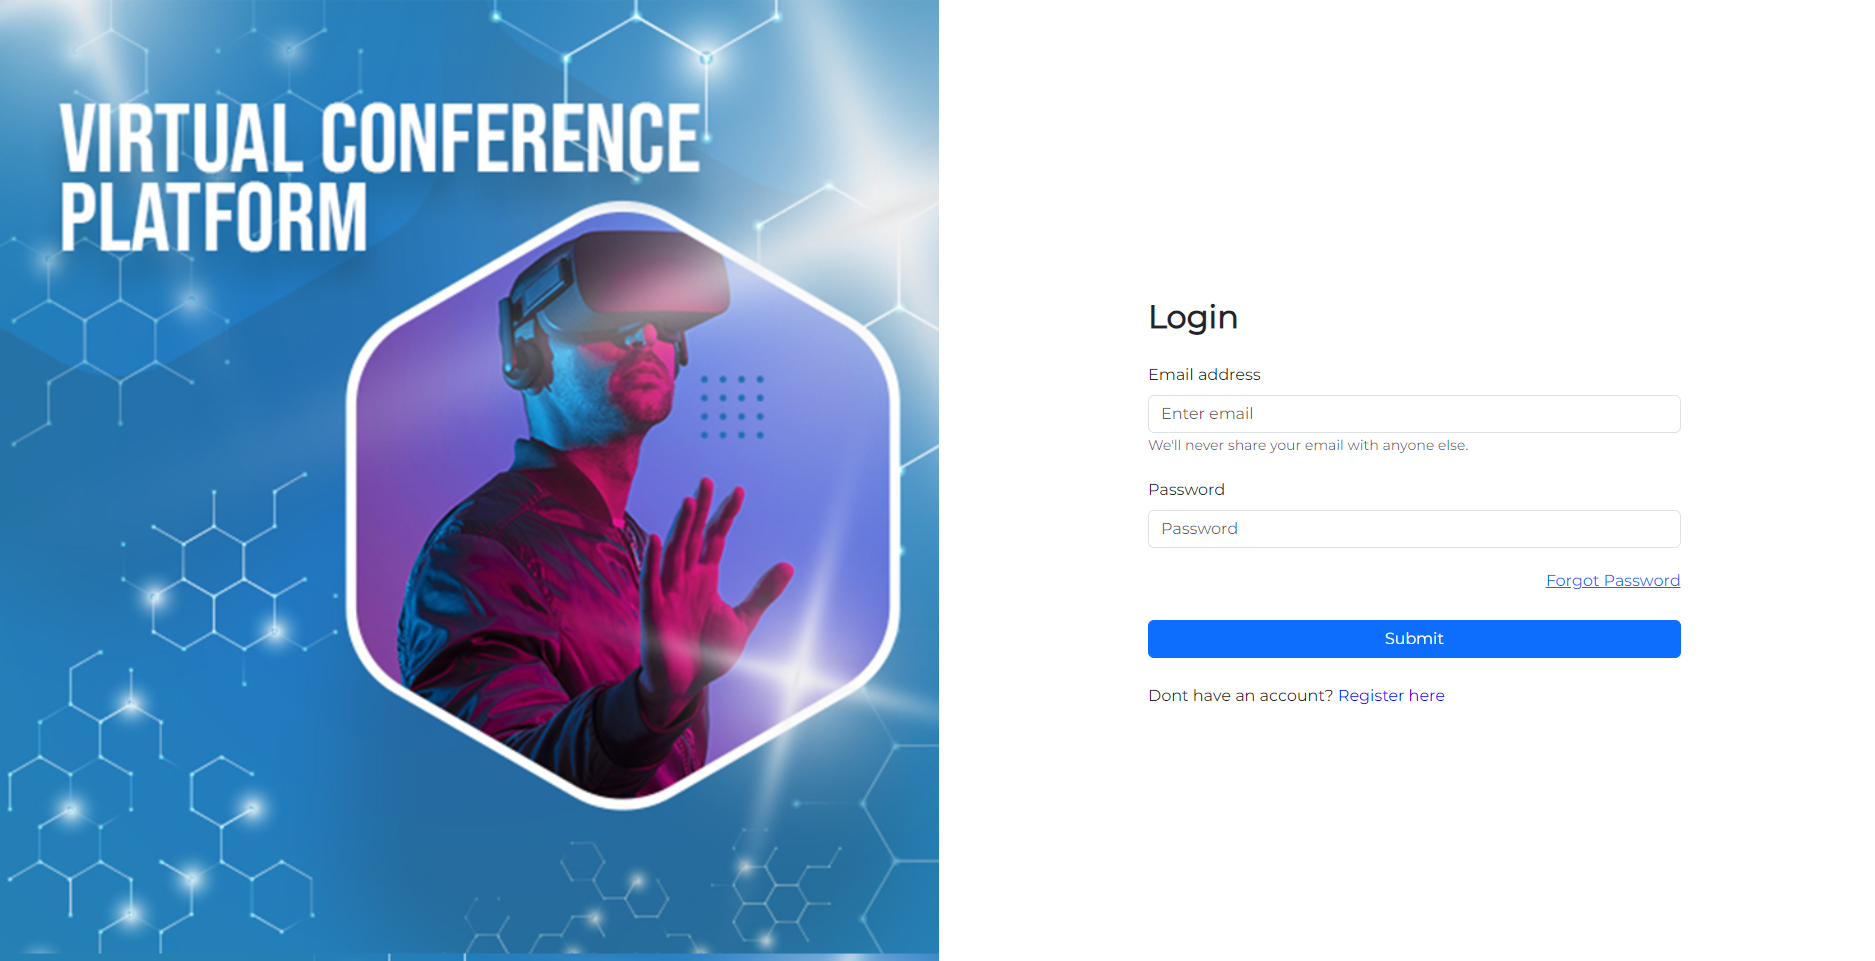 VIRTUAL CONFERENCE
PLATFORM
Login
Email address
Enter email
We'll never share your email with anyone else.
Password
Password
Forgot Password
Submit
Dont have an account? Register here